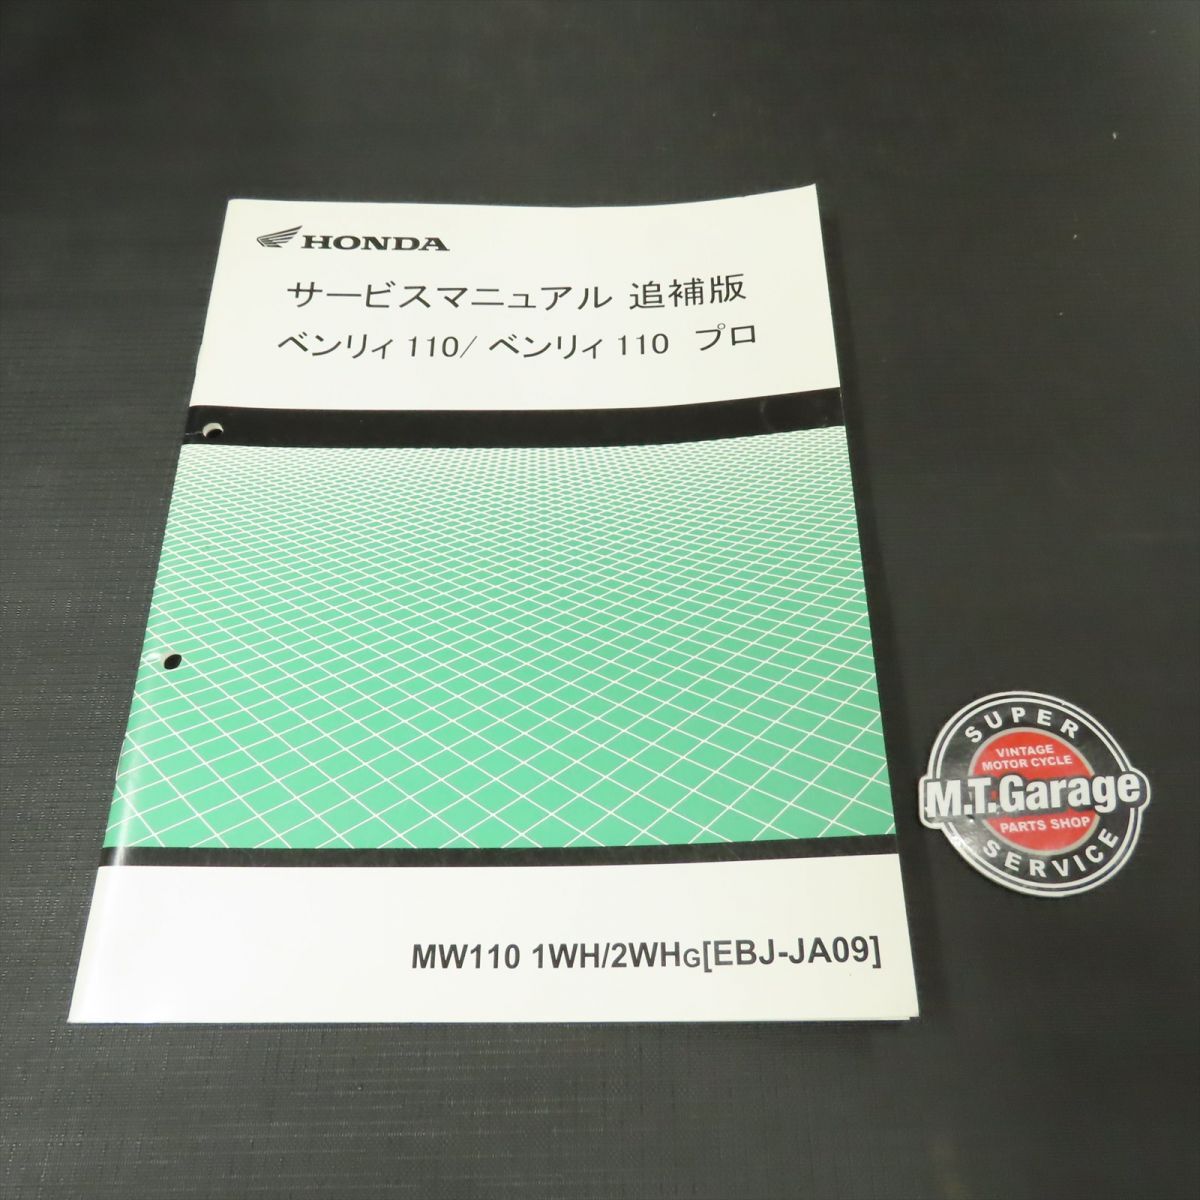 HONDA
サービスマニュアル 追補版
ベンリィ 110/ ベンリィ 110 プロ
MW110 1WH/2WHG[EBJ-JA09]
SUPER
VINTAGE
MOTOR CYCLE
M.T.Garage
PARTS SHOP
SERVICE